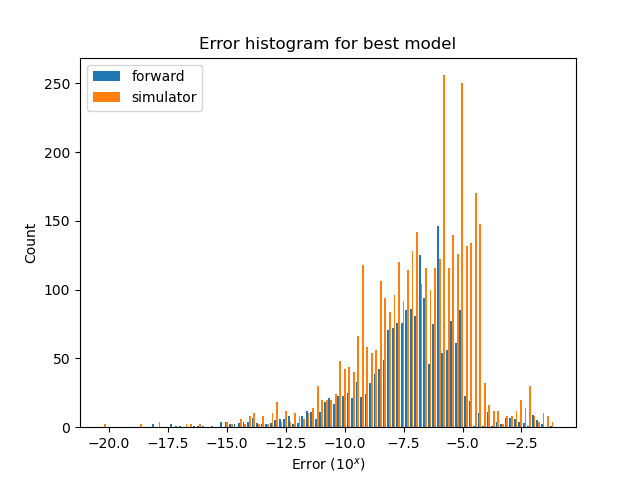 Error histogram for best model
forward
simulator
Count
250
200
150
100
50
0
−20.0 −17.5 −15.0 −12.5 −10.0 −7.5 −5.0 −2.5
Error (10^x)